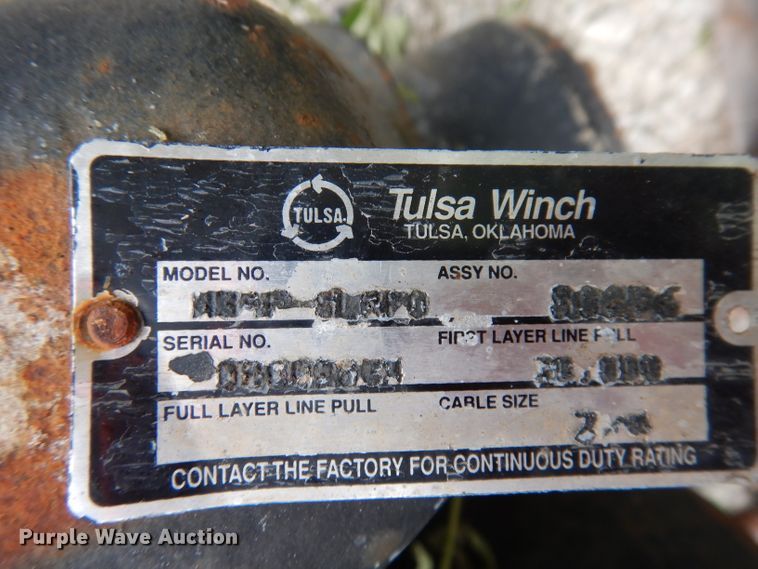 TULSA
Tulsa Winch
TULSA, OKLAHOMA
MODEL NO. ASSY NO.
SERIAL NO. FIRST LAYER LINE PULL
FULL LAYER LINE PULL CABLE SIZE
CONTACT THE FACTORY FOR CONTINUOUS DUTY RATING
Purple Wave Auction